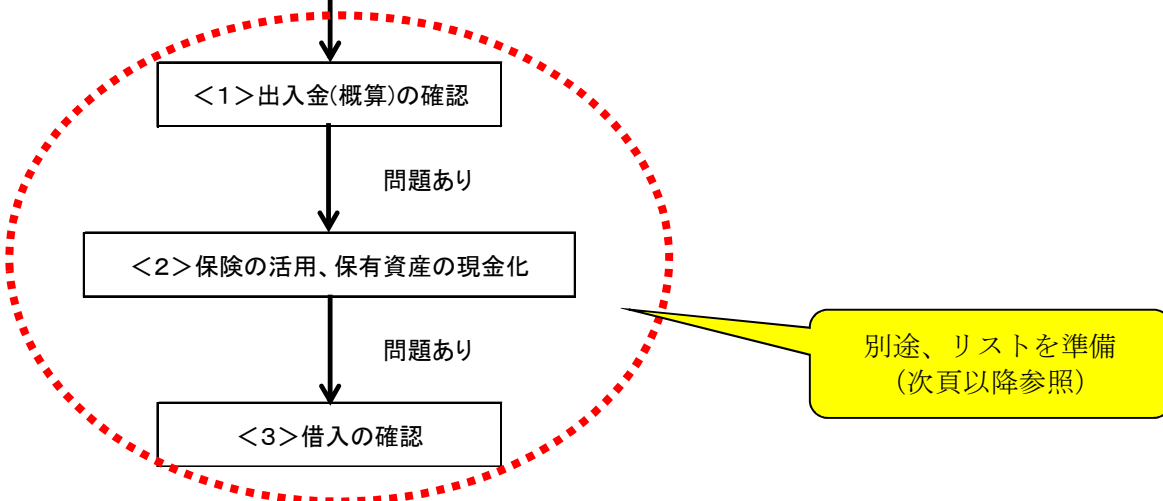 ＜１＞出入金(概算)の確認
問題あり
＜２＞保険の活用、保有資産の現金化
問題あり
別途、リストを準備
(次頁以降参照)
＜３＞借入の確認